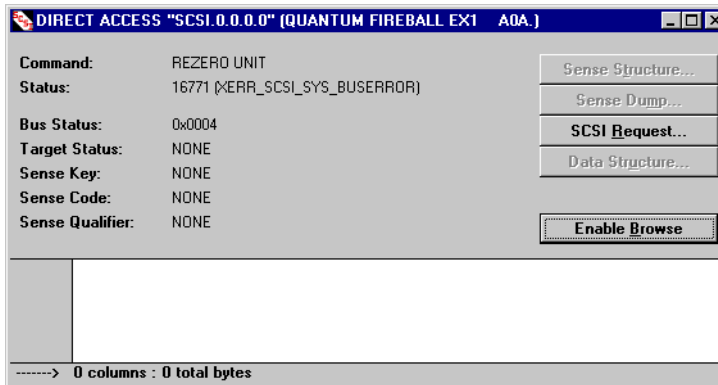 DIRECT ACCESS "SCSI.0.0.0.0" (QUANTUM FIREBALL EX1 A0A.)
Command: REZERO UNIT
Status: 16771 (XERR_SCSI_SYS_BUSERROR)
Bus Status: 0x0004
Target Status: NONE
Sense Key: NONE
Sense Code: NONE
Sense Qualifier: NONE
Sense Structure...
Sense Dump...
SCSI Request...
Data Structure...
Enable Browse
-------> 0 columns : 0 total bytes